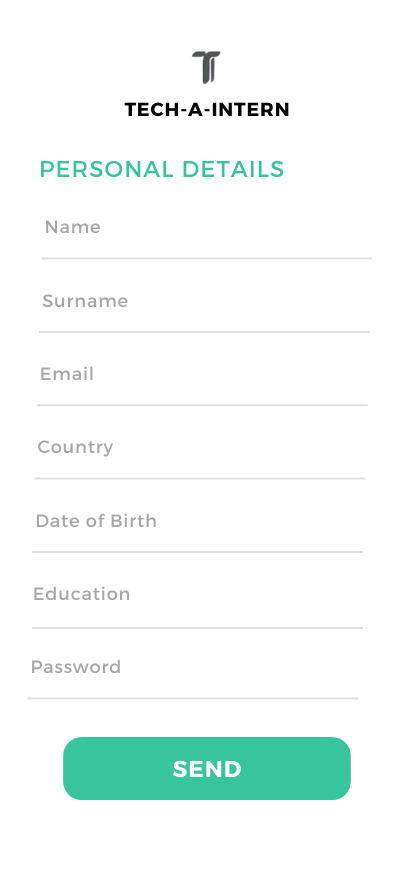 TECH-A-INTERN
PERSONAL DETAILS
Name
Surname
Email
Country
Date of Birth
Education
Password
SEND